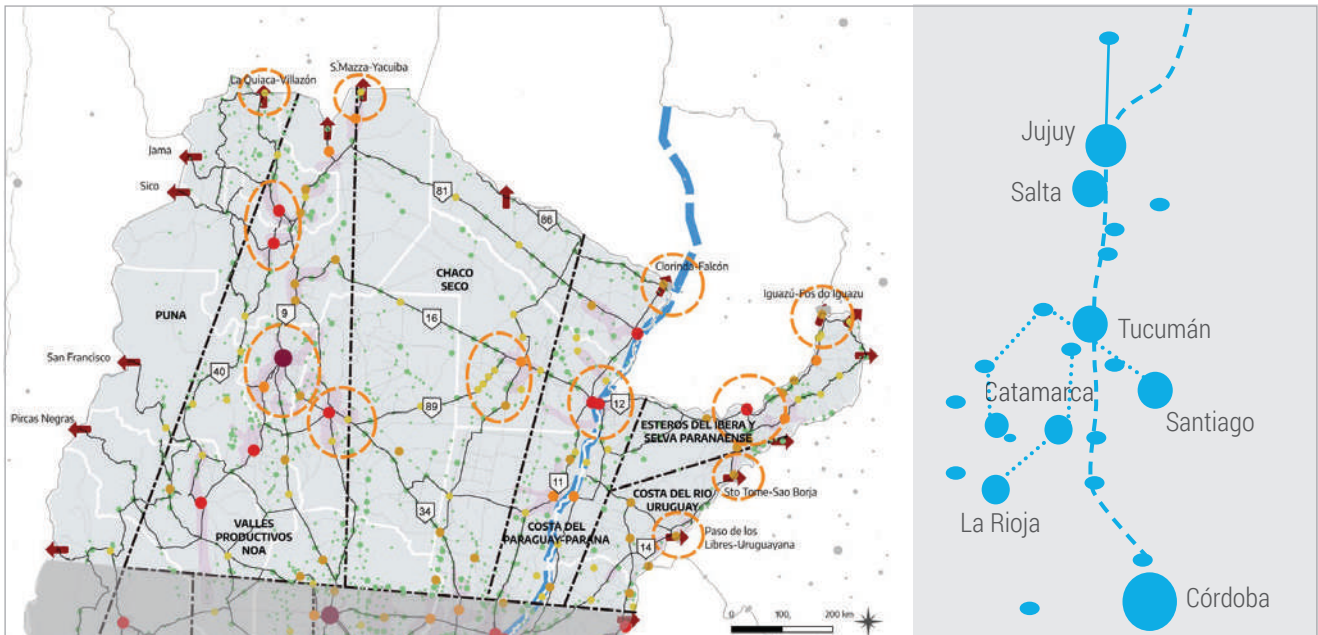 La Quiaca-Villazón
S.Mazza-Yacuiba
Jama
Sico
81
86
CHACO
SECO
Clorinda-Falcón
Iguazú-Fos do Iguazu
PUNA
9
16
San Francisco
40
89
12
Pircas Negras
ESTEROS DEL IBERA Y
SELVA PARANAENSE
11
Sto Tome-Sao Borja
COSTA DEL RIO
URUGUAY
34
VALLES
PRODUCTIVOS
NOA
COSTA DEL
PARAGUAY-PARANA
14
Paso de los
Libres-Uruguayana
0
100,
200 km
Jujuy
Salta
Tucumán
Catamarca
Santiago
La Rioja
Córdoba